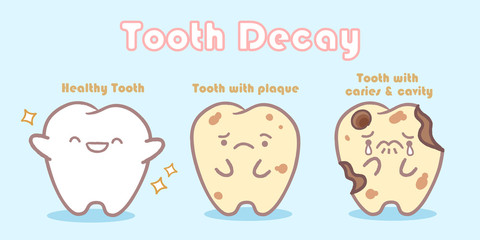 Tooth Decay
Healthy Tooth
Tooth with plaque
Tooth with
caries & cavity